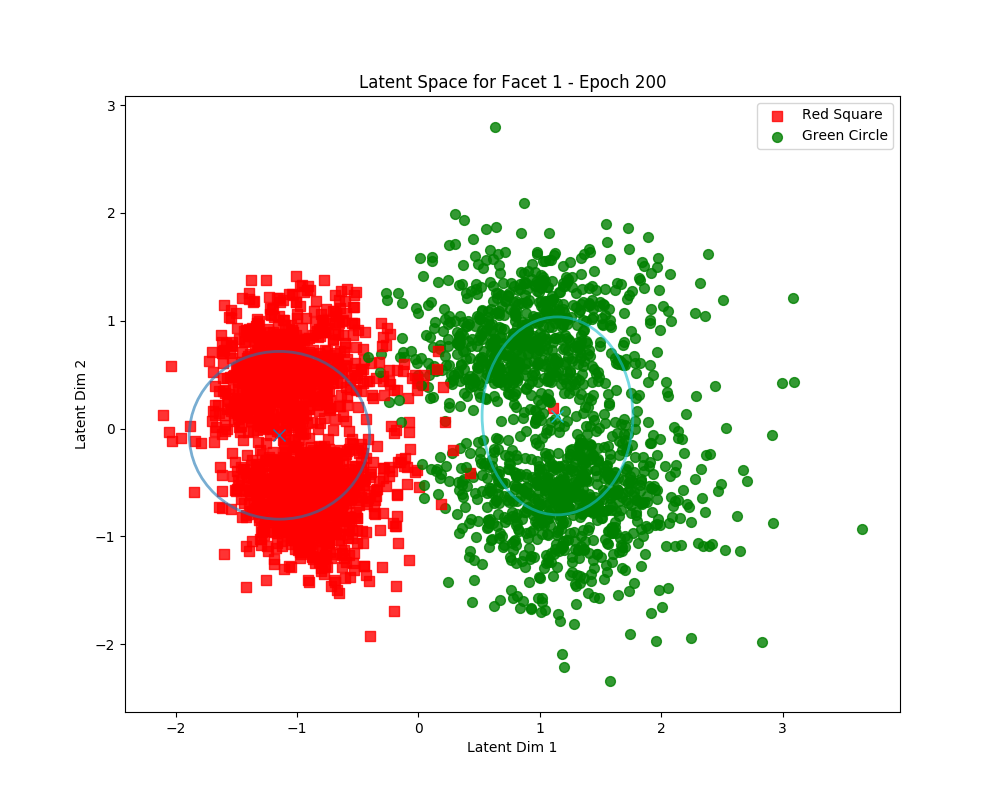 Latent Space for Facet 1 - Epoch 200
Red Square
Green Circle
3
2
1
0
−1
−2
Latent Dim 2
−2
−1
0
1
2
3
Latent Dim 1